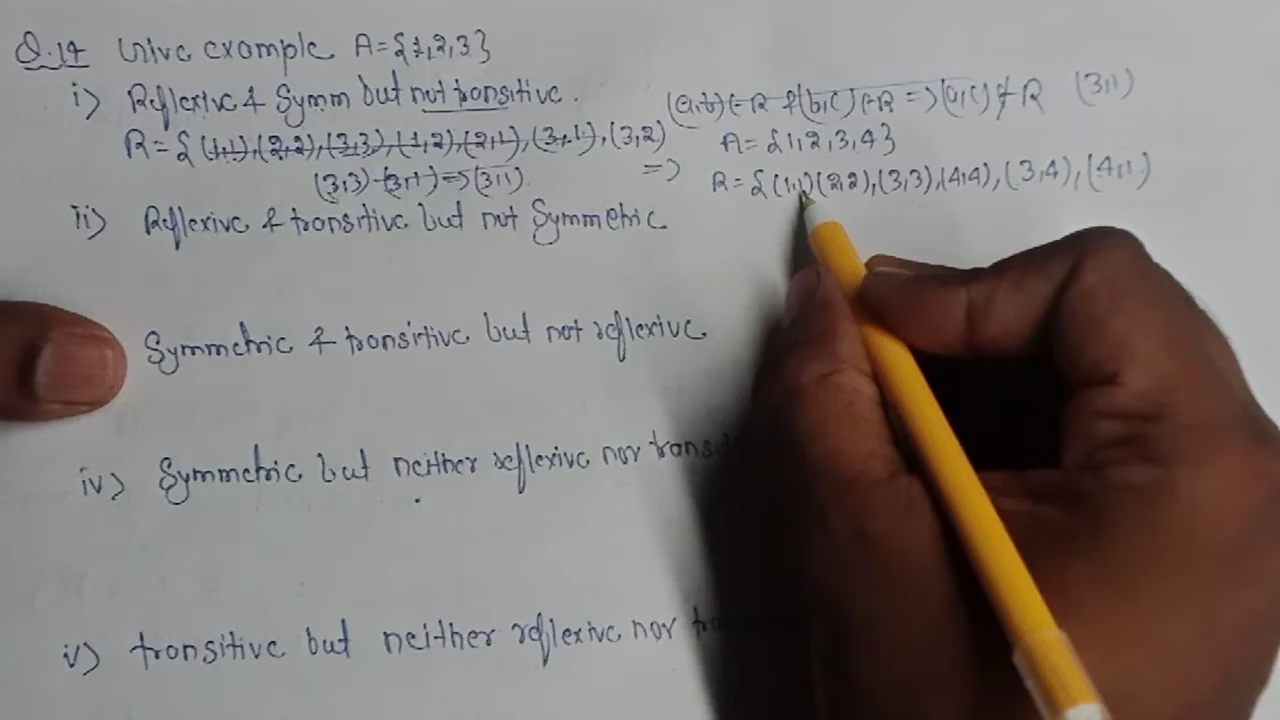 Q.14 Give example A={1,2,3}
i) Reflexive & Symm but not transitive.
(a,b)∈R &(b,c)∈R => (a,c)∉R (3,1)
R={(1,1),(2,2),(3,3),(1,2),(2,1),(3,1),(3,2)
A={1,2,3,4}
(3,3)-(3,1)=>(3,1)
=> R={(1,1)(2,2),(3,3),(4,4),(3,4),(4,1)
ii) Reflexive & transitive but not Symmetric
Symmetric & transitive but not reflexive
iv) Symmetric but neither reflexive nor trans
v) transitive but neither reflexive nor